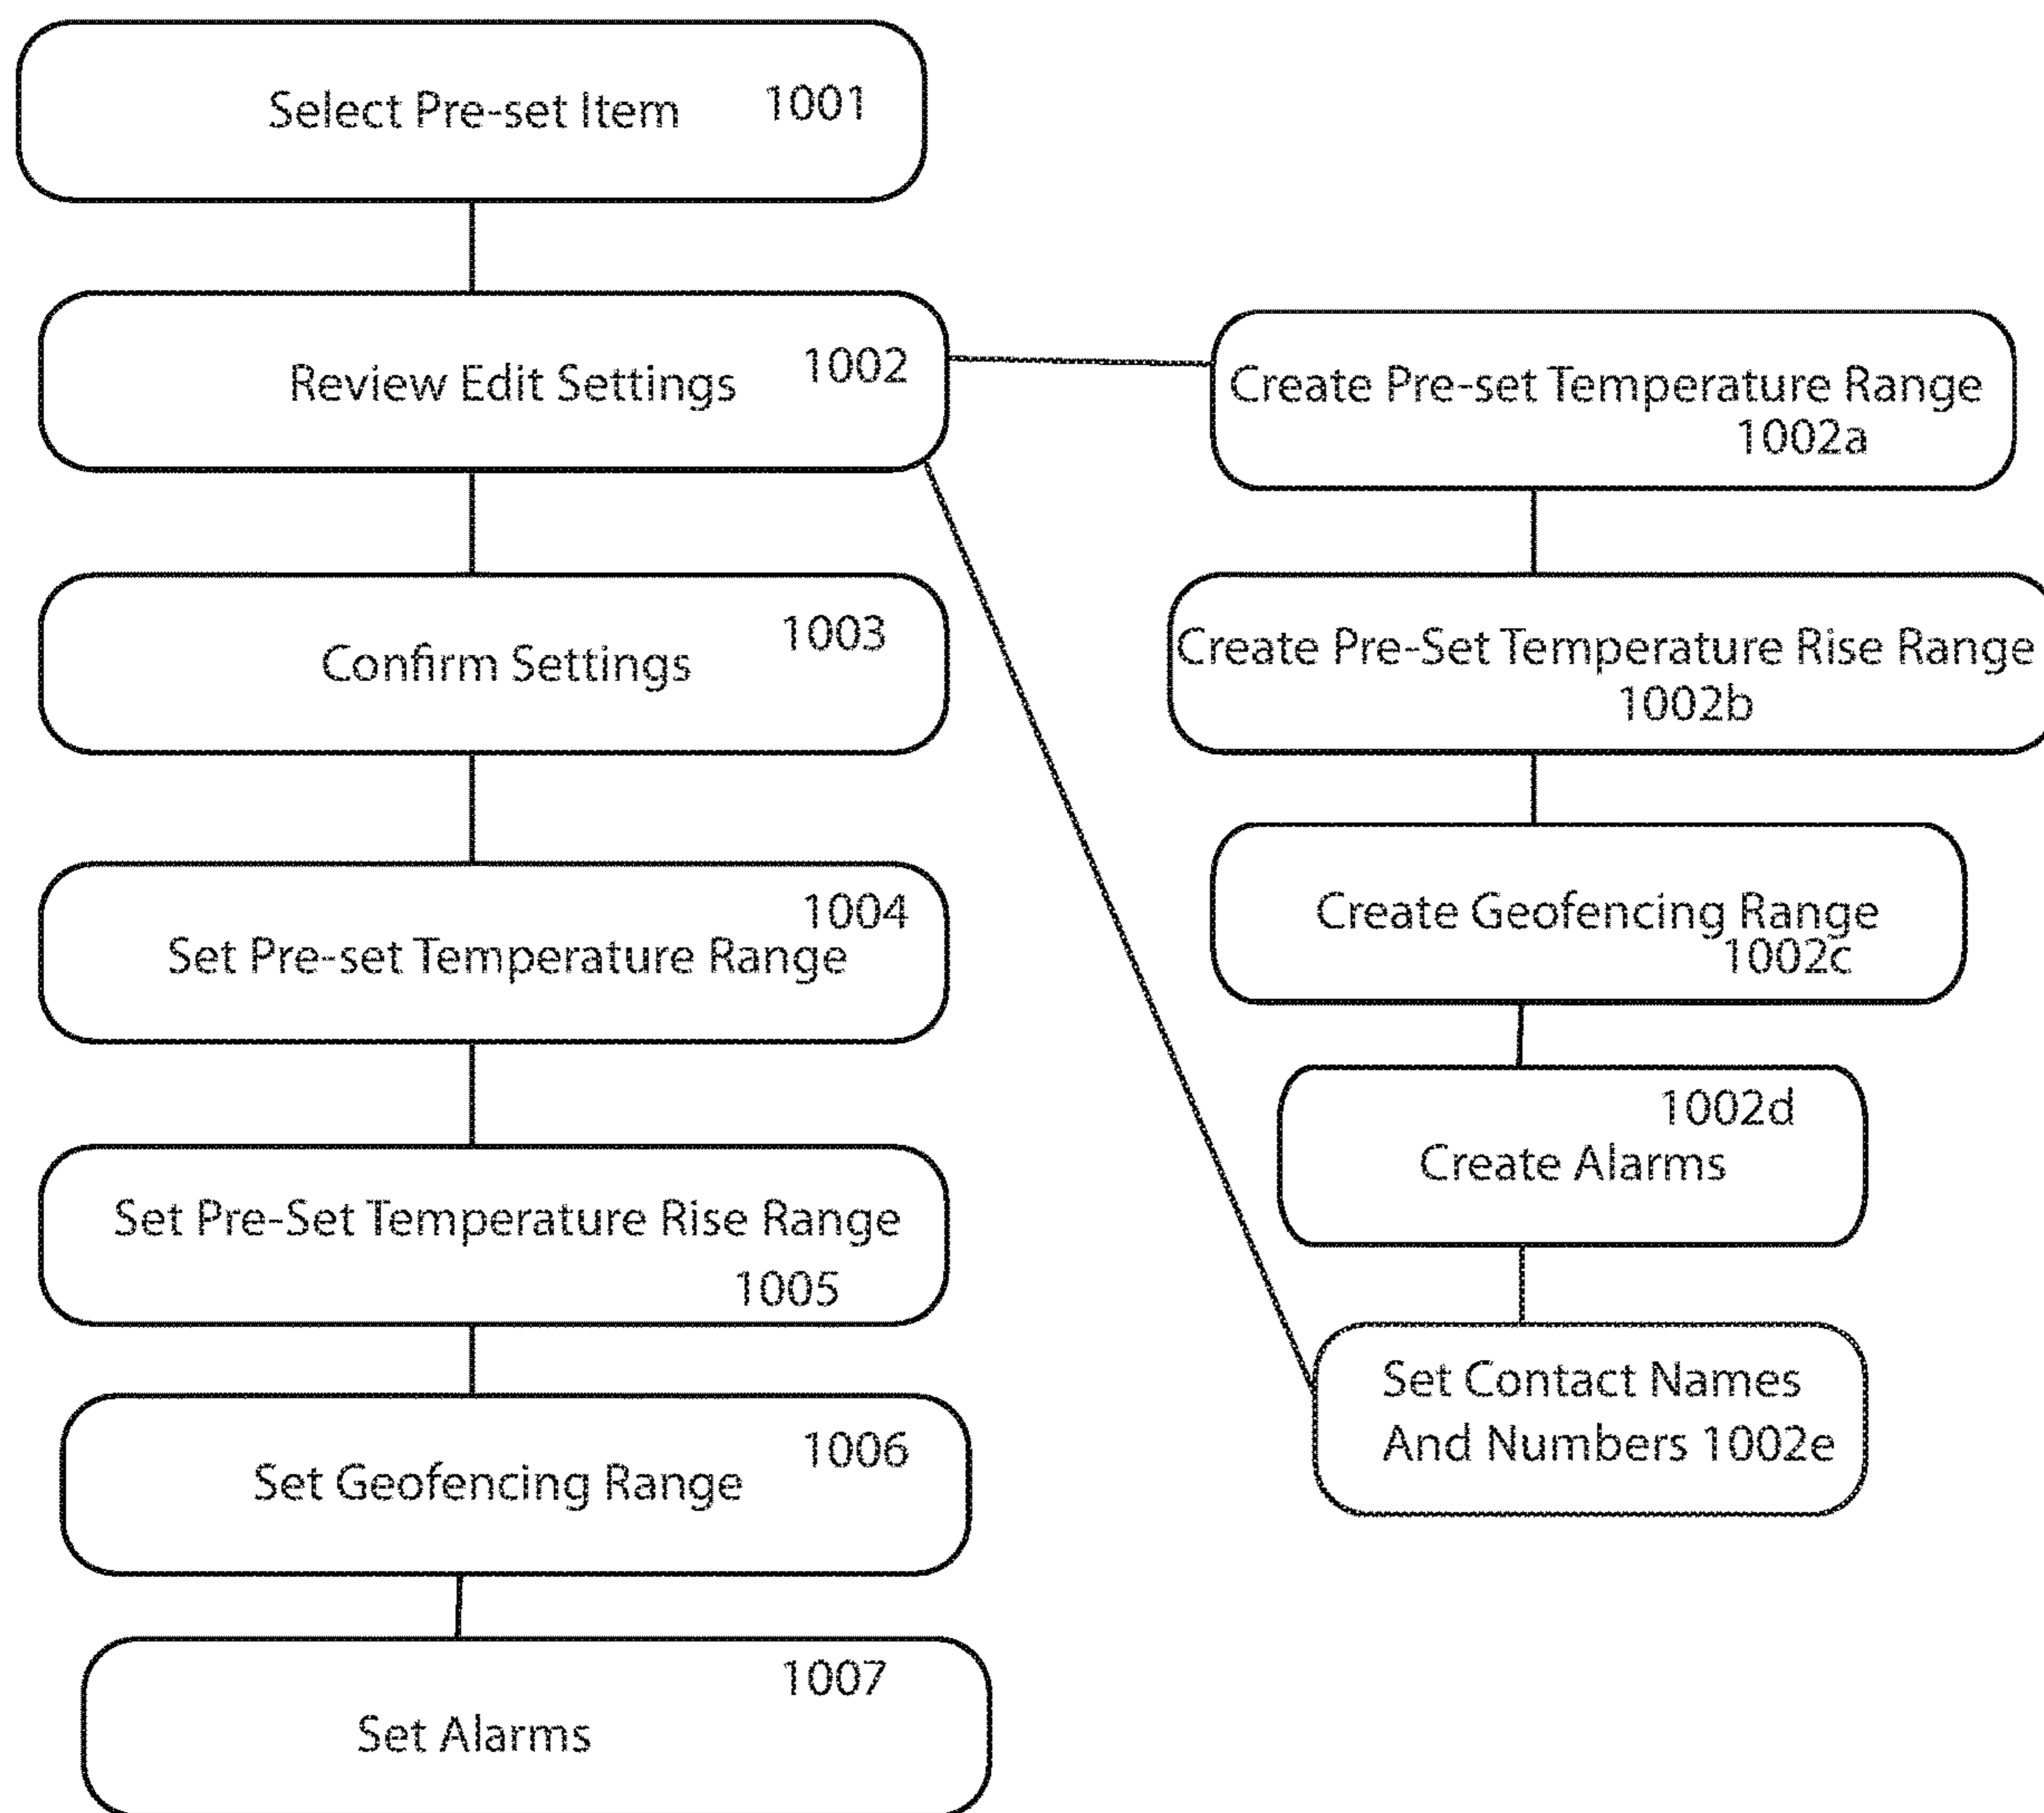 Select Pre-set Item 1001
Review Edit Settings 1002
Confirm Settings 1003
1004
Set Pre-set Temperature Range
Set Pre-Set Temperature Rise Range
1005
Set Geofencing Range 1006
1007
Set Alarms
Create Pre-set Temperature Range
1002a
Create Pre-Set Temperature Rise Range
1002b
Create Geofencing Range
1002c
1002d
Create Alarms
Set Contact Names
And Numbers 1002e